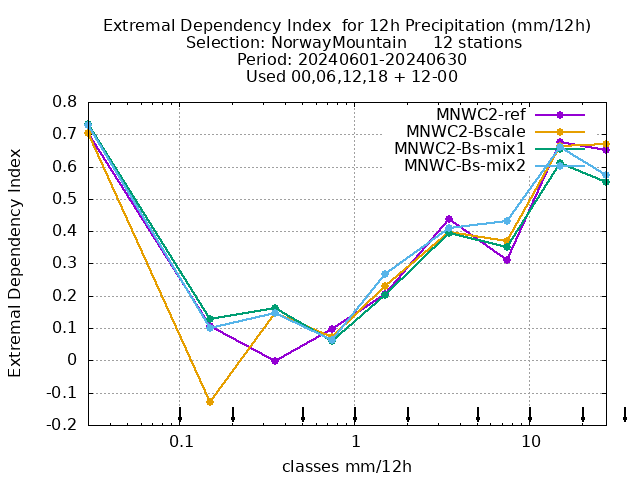 Extremal Dependency Index  for 12h Precipitation (mm/12h)
Selection: NorwayMountain     12 stations
Period: 20240601-20240630
Used 00,06,12,18 + 12-00
MNWC2-ref
MNWC2-Bscale
MNWC2-Bs-mix1
MNWC-Bs-mix2
Extremal Dependency Index
0.8
0.7
0.6
0.5
0.4
0.3
0.2
0.1
0
-0.1
-0.2
0.1 1 10
classes mm/12h